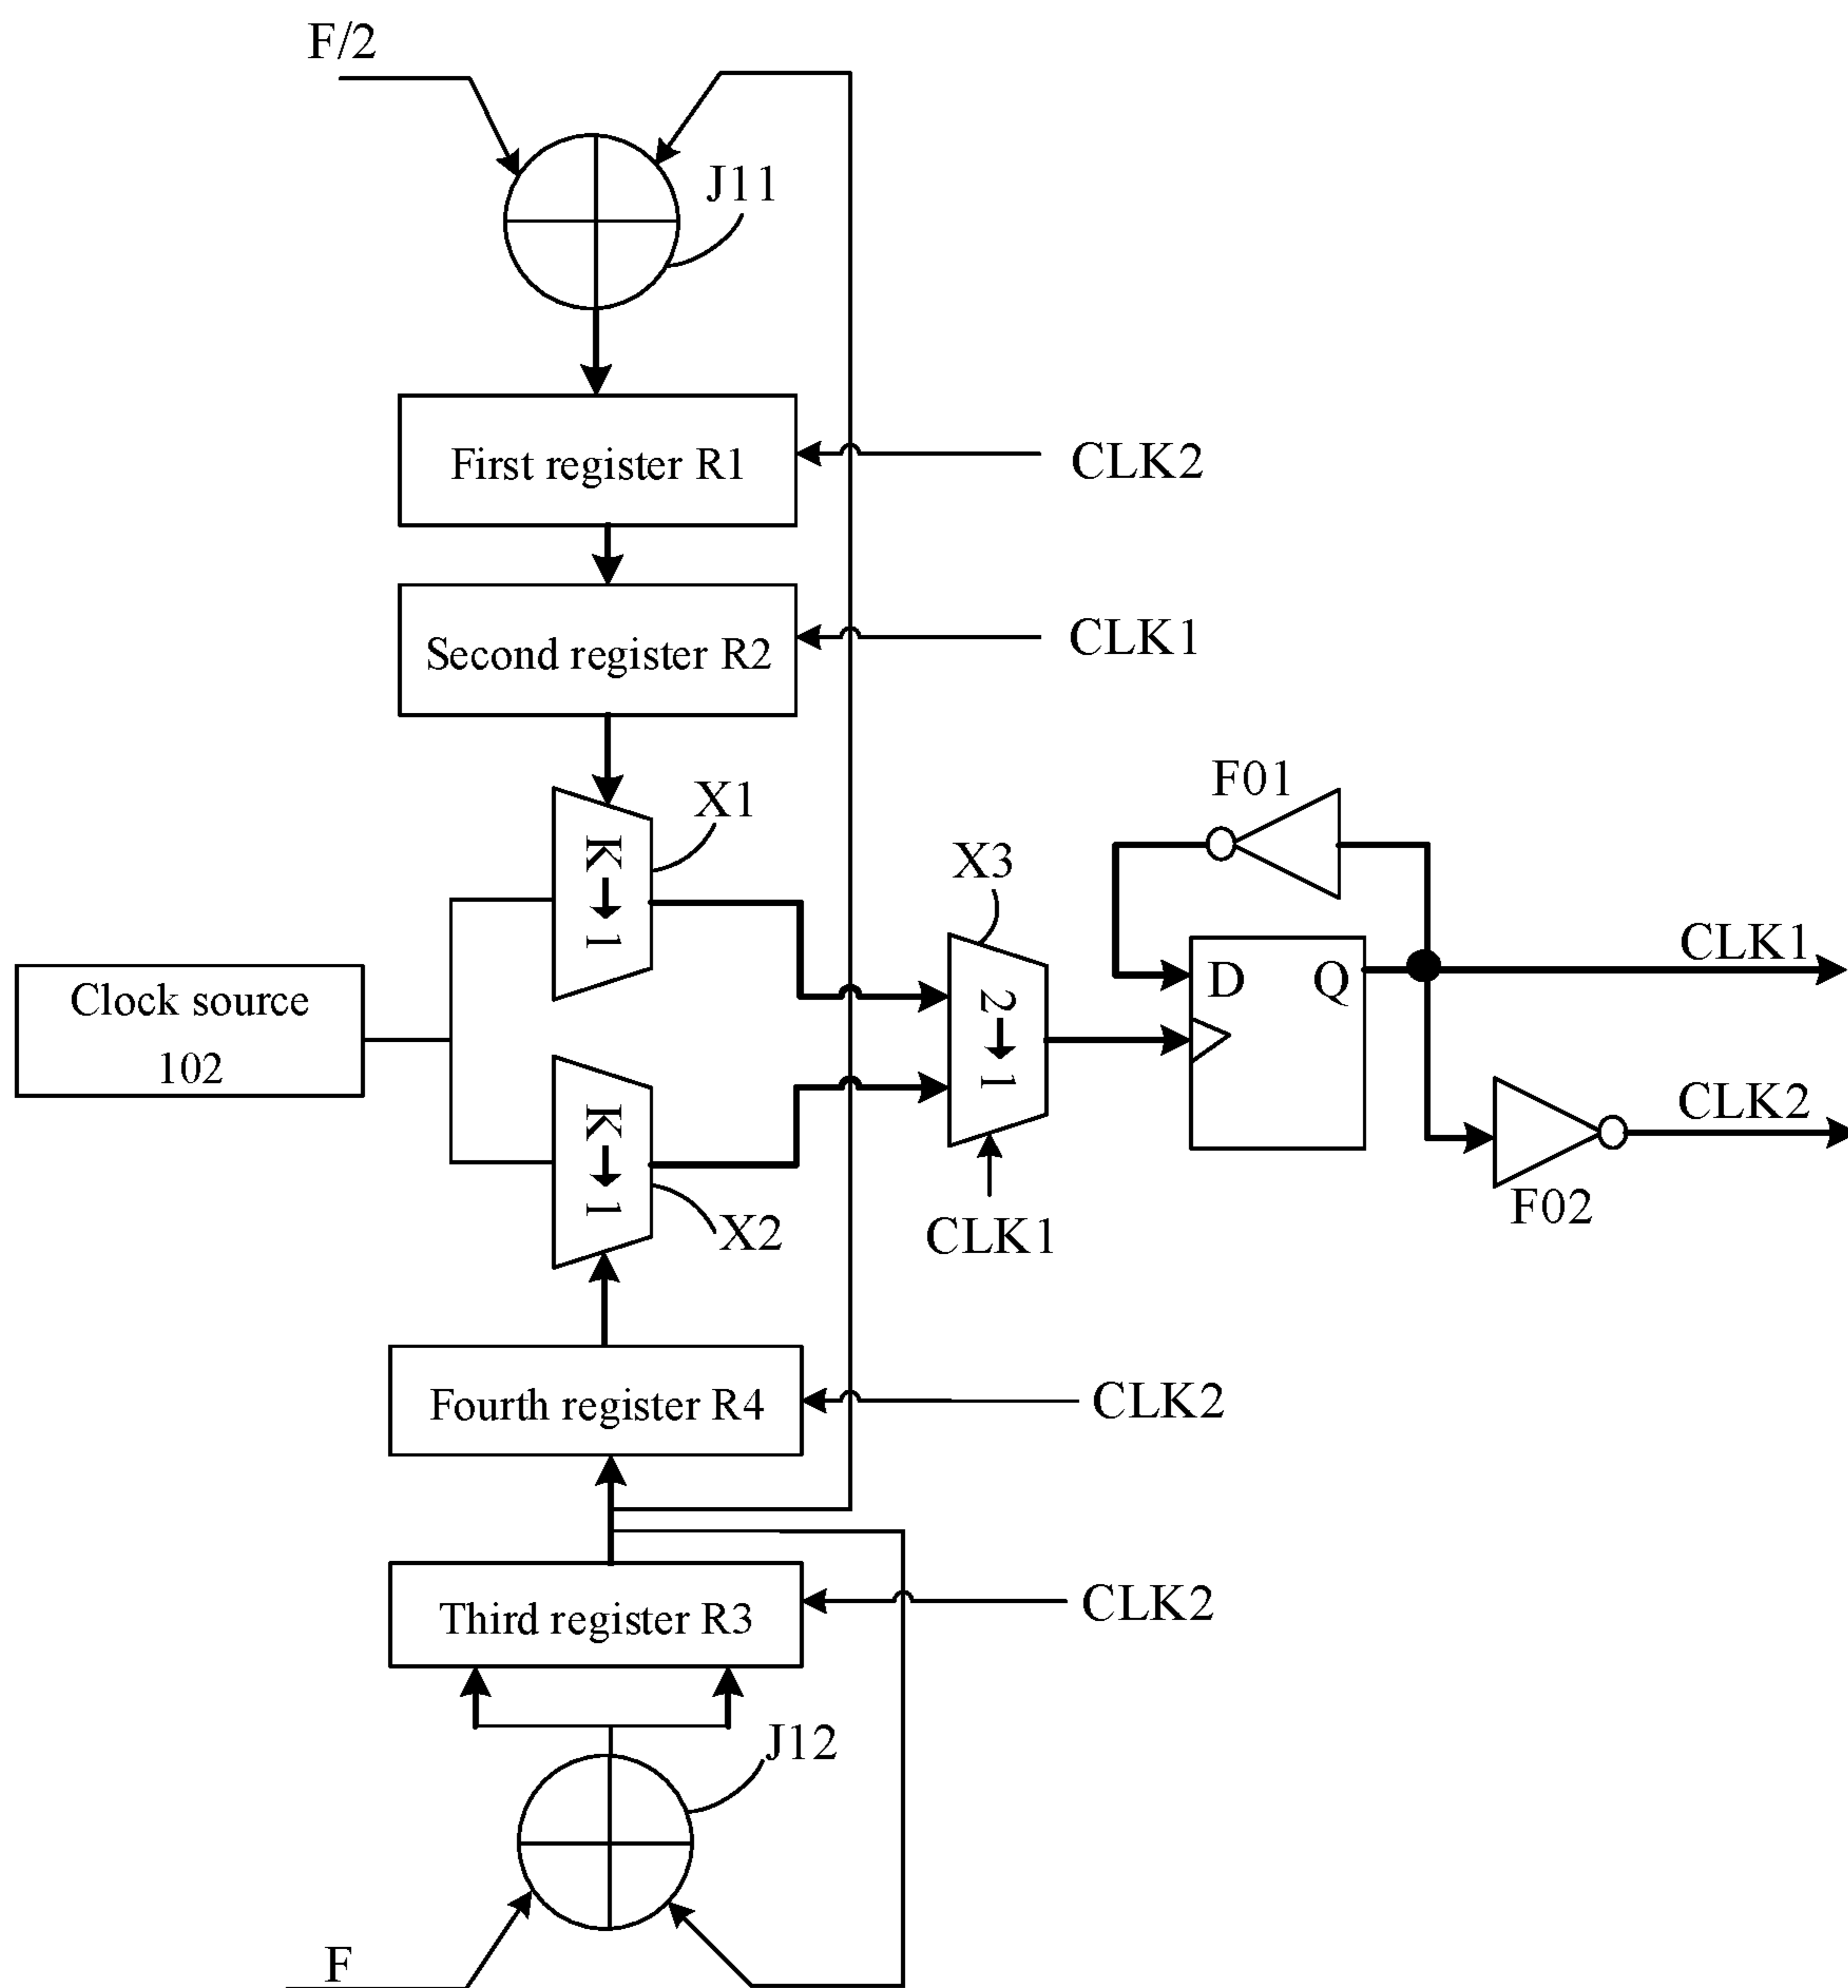 F/2
J11
First register R1
CLK2
Second register R2
CLK1
X1
K→1
F01
X3
2→1
D
Q
CLK1
Clock source
102
K→1
X2
CLK1
CLK2
F02
Fourth register R4
CLK2
Third register R3
CLK2
J12
F